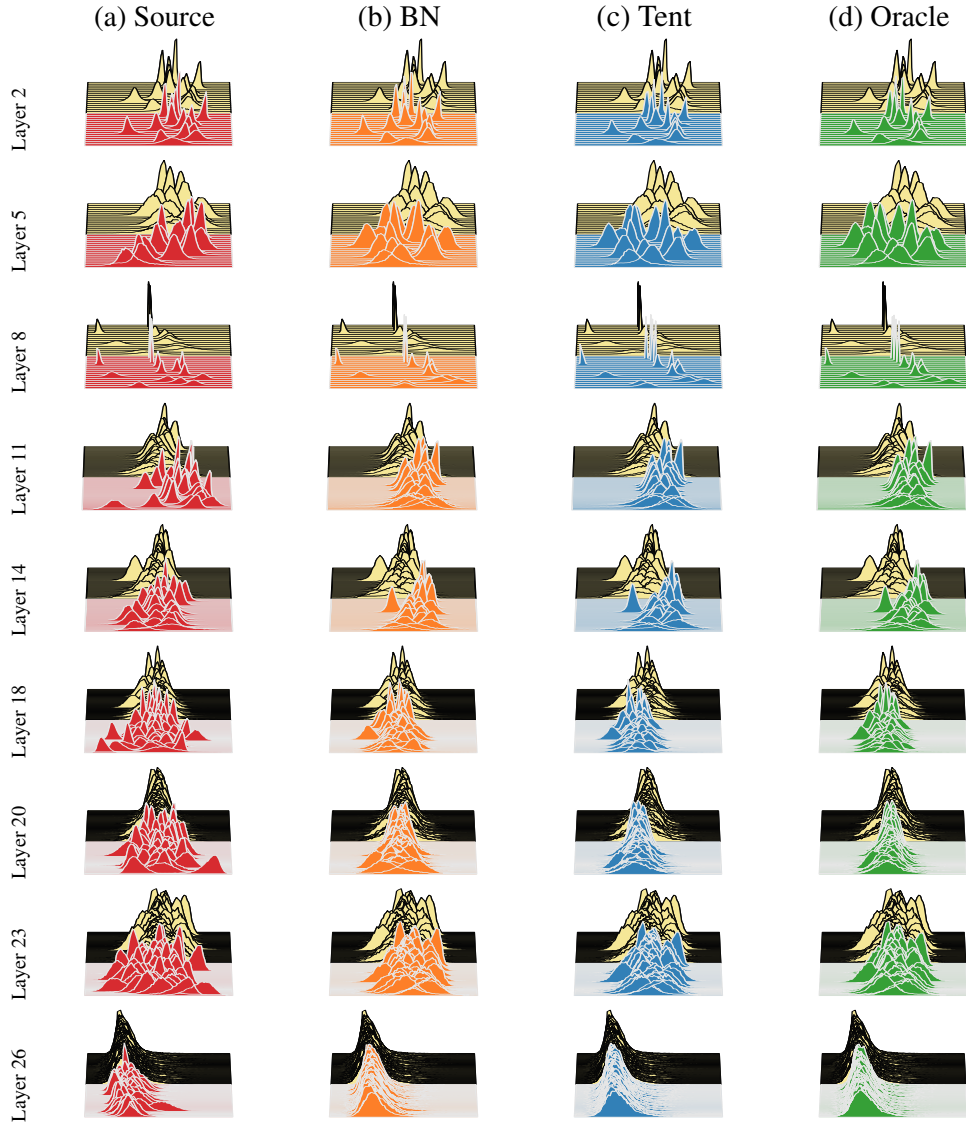 (a) Source (b) BN (c) Tent (d) Oracle
Layer 2
Layer 5
Layer 8
Layer 11
Layer 14
Layer 18
Layer 20
Layer 23
Layer 26